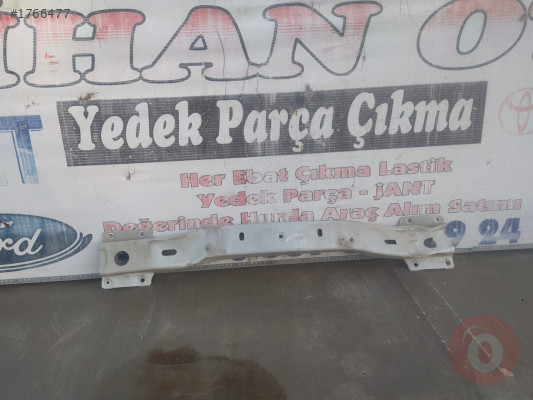 #1766477
HAN O
Yedek Parça Çıkma
Her Ebat Çıkma Lastik
Yedek Parça - jANT
Değerinde Hurda Araç Alım Satımı
Ford
9 24